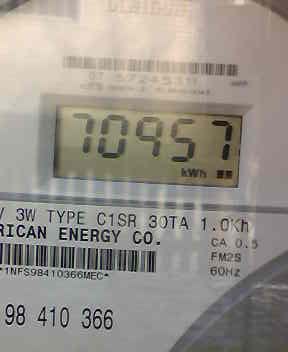 70957
kWh
/ 3W TYPE C1SR 30TA 1.0Kh
RICAN ENERGY CO.
CA 0.5
*1NFS98410366MEC*
FM2S
60Hz
98 410 366